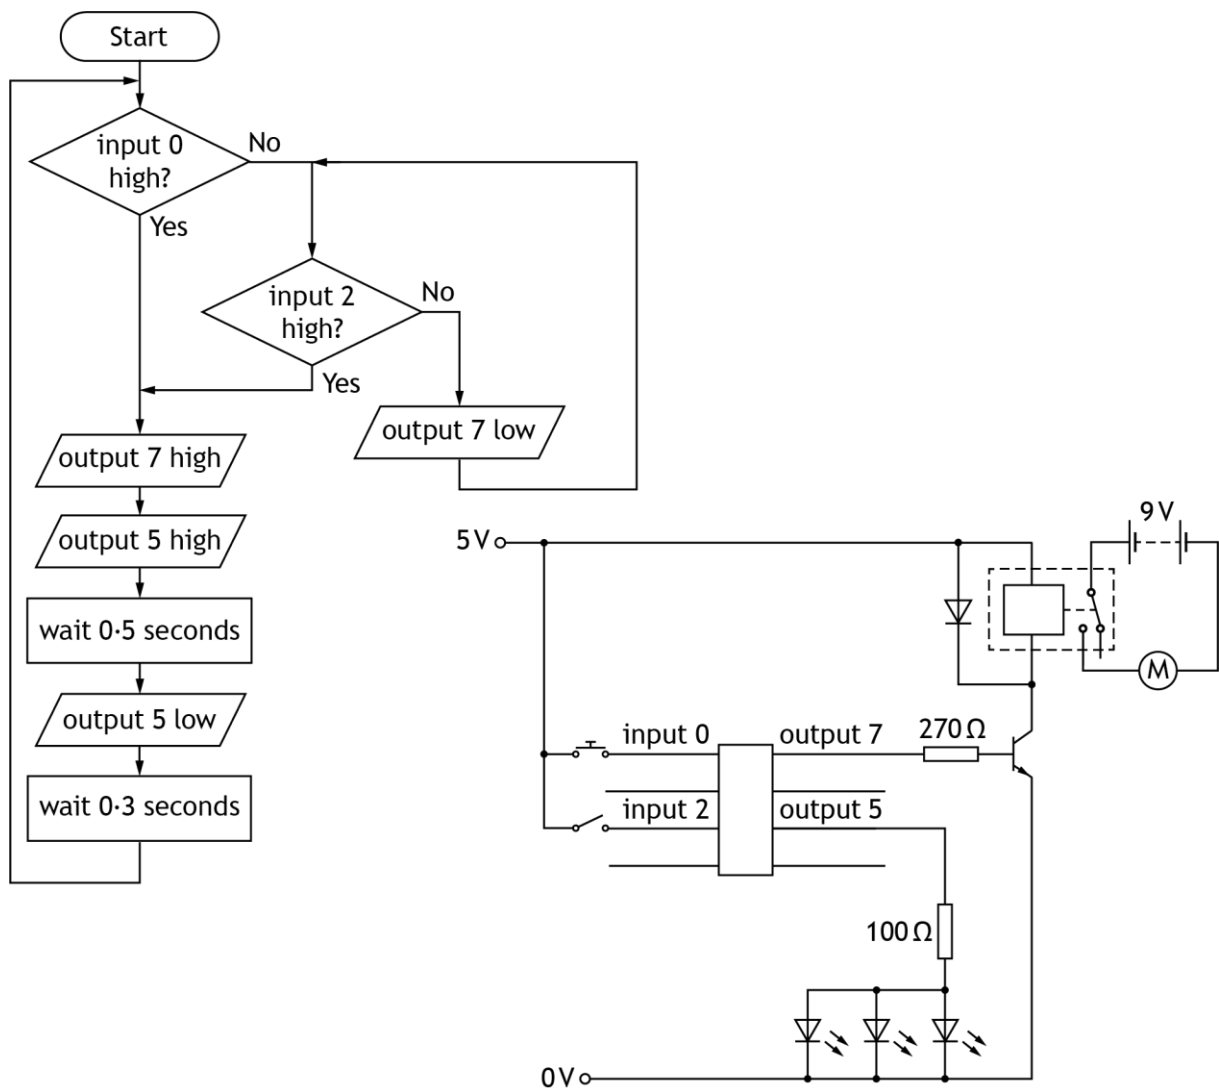 Start
input 0
high?
No
Yes
input 2
high?
No
Yes
output 7 low
output 7 high
output 5 high
wait 0·5 seconds
output 5 low
wait 0·3 seconds
9 V
5 V
M
input 0
output 7
270 Ω
input 2
output 5
100 Ω
0 V